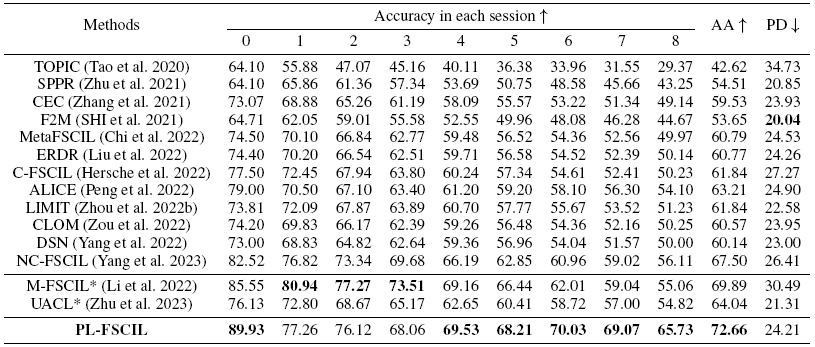 Methods Accuracy in each session ↑ AA ↑ PD ↓
0 1 2 3 4 5 6 7 8
TOPIC (Tao et al. 2020) 64.10 55.88 47.07 45.16 40.11 36.38 33.96 31.55 29.37 42.62 34.73
SPPR (Zhu et al. 2021) 64.10 65.86 61.36 57.34 53.69 50.75 48.58 45.66 43.25 54.51 20.85
CEC (Zhang et al. 2021) 73.07 68.88 65.26 61.19 58.09 55.57 53.22 51.34 49.14 59.53 23.93
F2M (SHI et al. 2021) 64.71 62.05 59.01 55.58 52.55 49.96 48.08 46.28 44.67 53.65 20.04
MetaFSCIL (Chi et al. 2022) 74.50 70.10 66.84 62.77 59.48 56.52 54.36 52.56 49.97 60.79 24.53
ERDR (Liu et al. 2022) 74.40 70.20 66.54 62.51 59.71 56.58 54.52 52.39 50.14 60.77 24.26
C-FSCIL (Hersche et al. 2022) 77.50 72.45 67.94 63.80 60.24 57.34 54.61 52.41 50.23 61.84 27.27
ALICE (Peng et al. 2022) 79.00 70.50 67.10 63.40 61.20 59.20 58.10 56.30 54.10 63.21 24.90
LIMIT (Zhou et al. 2022b) 73.81 72.09 67.87 63.89 60.70 57.77 55.67 53.52 51.23 61.84 22.58
CLOM (Zou et al. 2022) 74.20 69.83 66.17 62.39 59.26 56.48 54.36 52.16 50.25 60.57 23.95
DSN (Yang et al. 2022) 73.00 68.83 64.82 62.64 59.36 56.96 54.04 51.57 50.00 60.14 23.00
NC-FSCIL (Yang et al. 2023) 82.52 76.82 73.34 69.68 66.19 62.85 60.96 59.02 56.11 67.50 26.41
M-FSCIL* (Li et al. 2022) 85.55 80.94 77.27 73.51 69.16 66.44 62.01 59.04 55.06 69.89 30.49
UACL* (Zhu et al. 2023) 76.13 72.80 68.67 65.17 62.65 60.41 58.72 57.00 54.82 64.04 21.31
PL-FSCIL 89.93 77.26 76.12 68.06 69.53 68.21 70.03 69.07 65.73 72.66 24.21